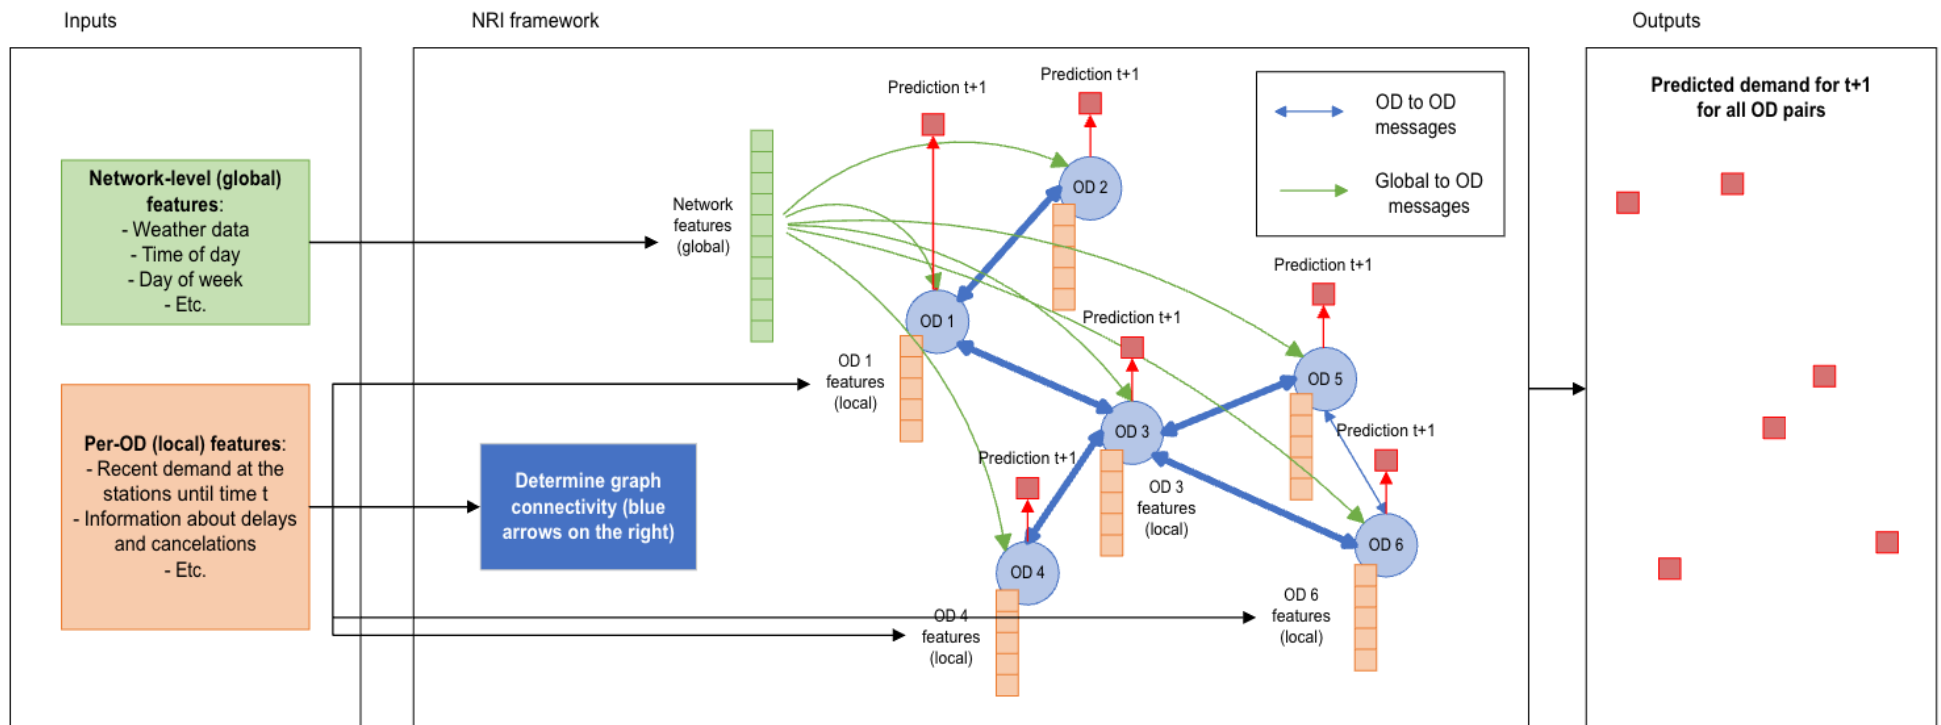 Inputs
NRI framework
Outputs
Network-level (global)
features:
- Weather data
- Time of day
- Day of week
- Etc.
Per-OD (local) features:
- Recent demand at the
stations until time t
- Information about delays
and cancelations
- Etc.
Determine graph
connectivity (blue
arrows on the right)
Network
features
(global)
Prediction t+1
Prediction t+1
OD 2
OD 1
OD 1
features
(local)
Prediction t+1
OD 3
OD 3
features
(local)
Prediction t+1
OD 5
Prediction t+1
OD 4
OD 4
features
(local)
Prediction t+1
OD 6
OD 6
features
(local)
OD to OD
messages
Global to OD
messages
Predicted demand for t+1
for all OD pairs